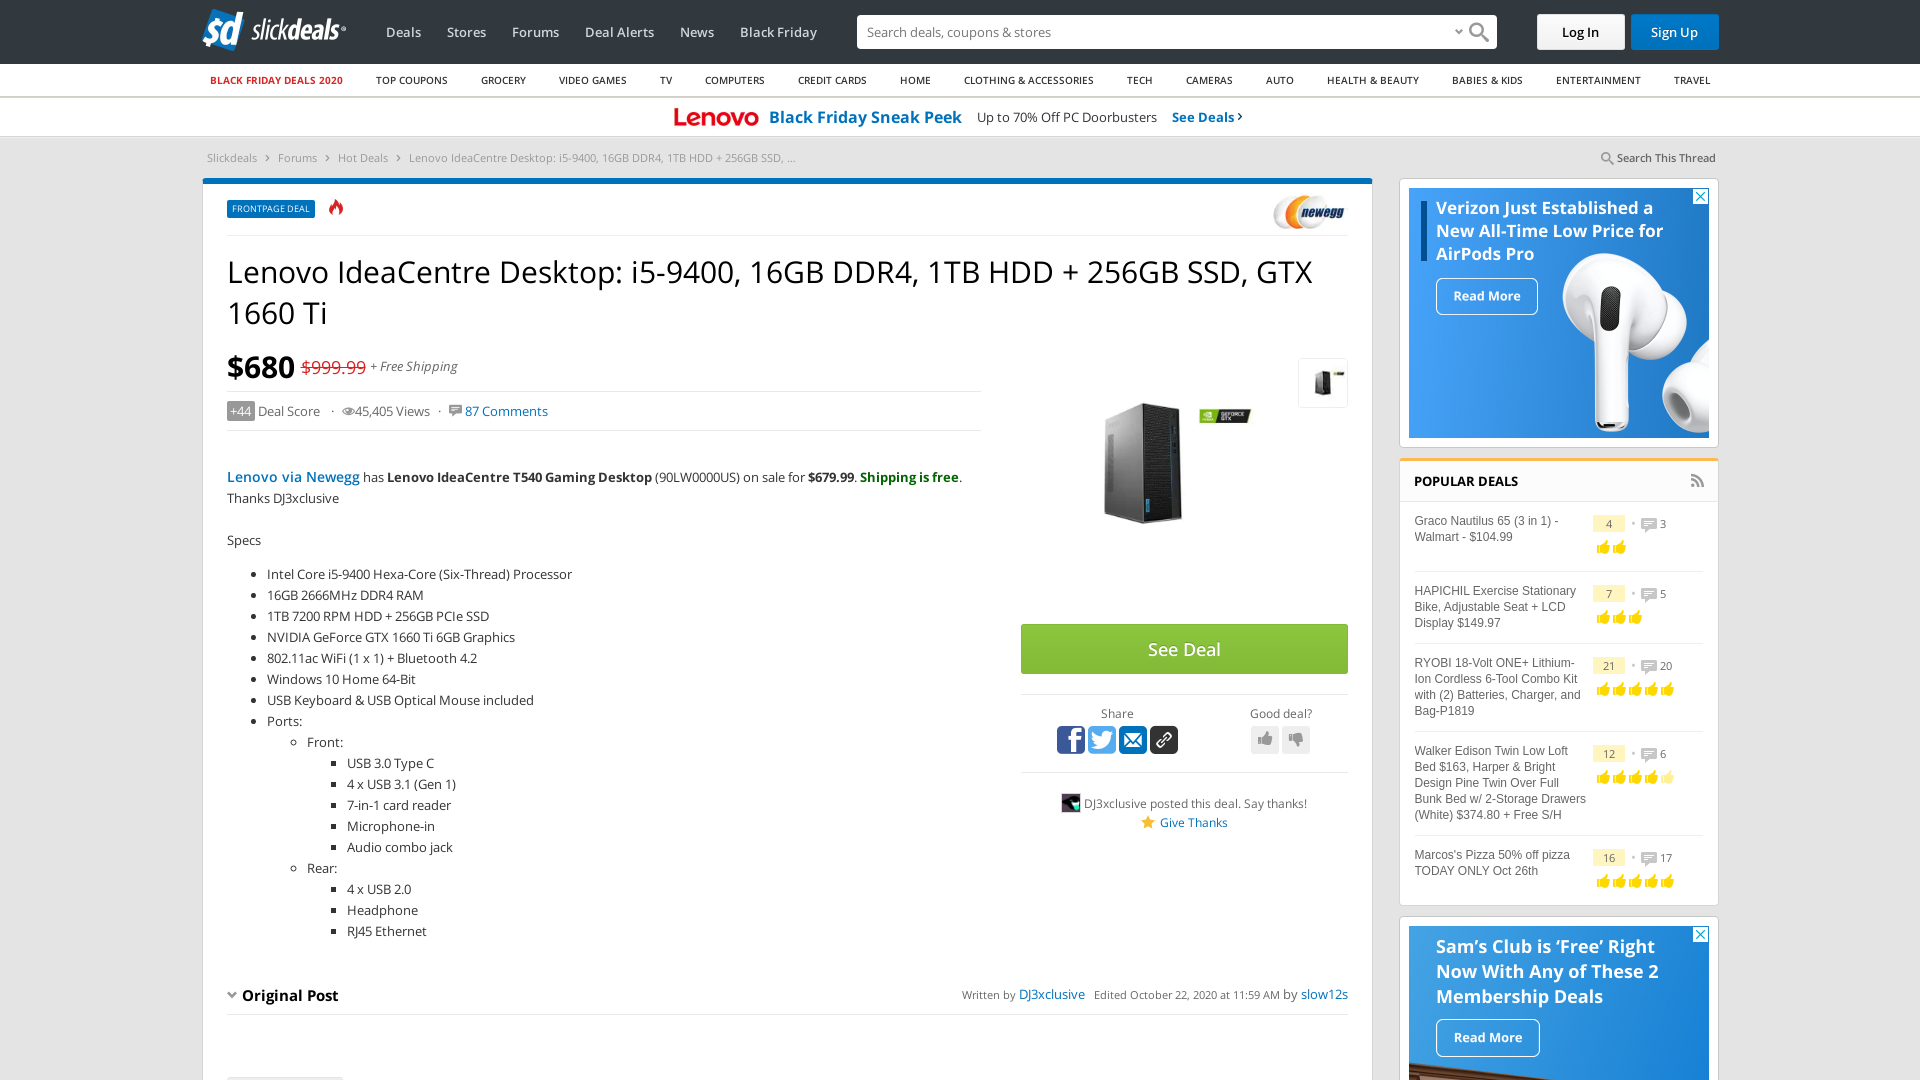 slickdeals
Deals
Stores
Forums
Deal Alerts
News
Black Friday
Search deals, coupons & stores
Log In
Sign Up
BLACK FRIDAY DEALS 2020
TOP COUPONS
GROCERY
VIDEO GAMES
TV
COMPUTERS
CREDIT CARDS
HOME
CLOTHING & ACCESSORIES
TECH
CAMERAS
AUTO
HEALTH & BEAUTY
BABIES & KIDS
ENTERTAINMENT
TRAVEL
Lenovo Black Friday Sneak Peek Up to 70% Off PC Doorbusters See Deals ›
Slickdeals › Forums › Hot Deals › Lenovo IdeaCentre Desktop: i5-9400, 16GB DDR4, 1TB HDD + 256GB SSD, ...
Search This Thread
FRONTPAGE DEAL
newegg
Lenovo IdeaCentre Desktop: i5-9400, 16GB DDR4, 1TB HDD + 256GB SSD, GTX
1660 Ti
$680 $999.99 + Free Shipping
+44 Deal Score · 45,405 Views · 87 Comments
GEFORCE GTX
Lenovo via Newegg has Lenovo IdeaCentre T540 Gaming Desktop (90LW0000US) on sale for $679.99. Shipping is free.
Thanks DJ3xclusive
Specs
Intel Core i5-9400 Hexa-Core (Six-Thread) Processor
16GB 2666MHz DDR4 RAM
1TB 7200 RPM HDD + 256GB PCIe SSD
NVIDIA GeForce GTX 1660 Ti 6GB Graphics
802.11ac WiFi (1 x 1) + Bluetooth 4.2
Windows 10 Home 64-Bit
USB Keyboard & USB Optical Mouse included
Ports:
Front:
USB 3.0 Type C
4 x USB 3.1 (Gen 1)
7-in-1 card reader
Microphone-in
Audio combo jack
Rear:
4 x USB 2.0
Headphone
RJ45 Ethernet
See Deal
Share
Good deal?
DJ3xclusive posted this deal. Say thanks!
Give Thanks
Original Post
Written by DJ3xclusive Edited October 22, 2020 at 11:59 AM by slow12s
Verizon Just Established a
New All-Time Low Price for
AirPods Pro
Read More
POPULAR DEALS
Graco Nautilus 65 (3 in 1) -
Walmart - $104.99
4 • 3
HAPICHIL Exercise Stationary
Bike, Adjustable Seat + LCD
Display $149.97
7 • 5
RYOBI 18-Volt ONE+ Lithium-
Ion Cordless 6-Tool Combo Kit
with (2) Batteries, Charger, and
Bag-P1819
21 • 20
Walker Edison Twin Low Loft
Bed $163, Harper & Bright
Design Pine Twin Over Full
Bunk Bed w/ 2-Storage Drawers
(White) $374.80 + Free S/H
12 • 6
Marcos's Pizza 50% off pizza
TODAY ONLY Oct 26th
16 • 17
Sam’s Club is ‘Free’ Right
Now With Any of These 2
Membership Deals
Read More